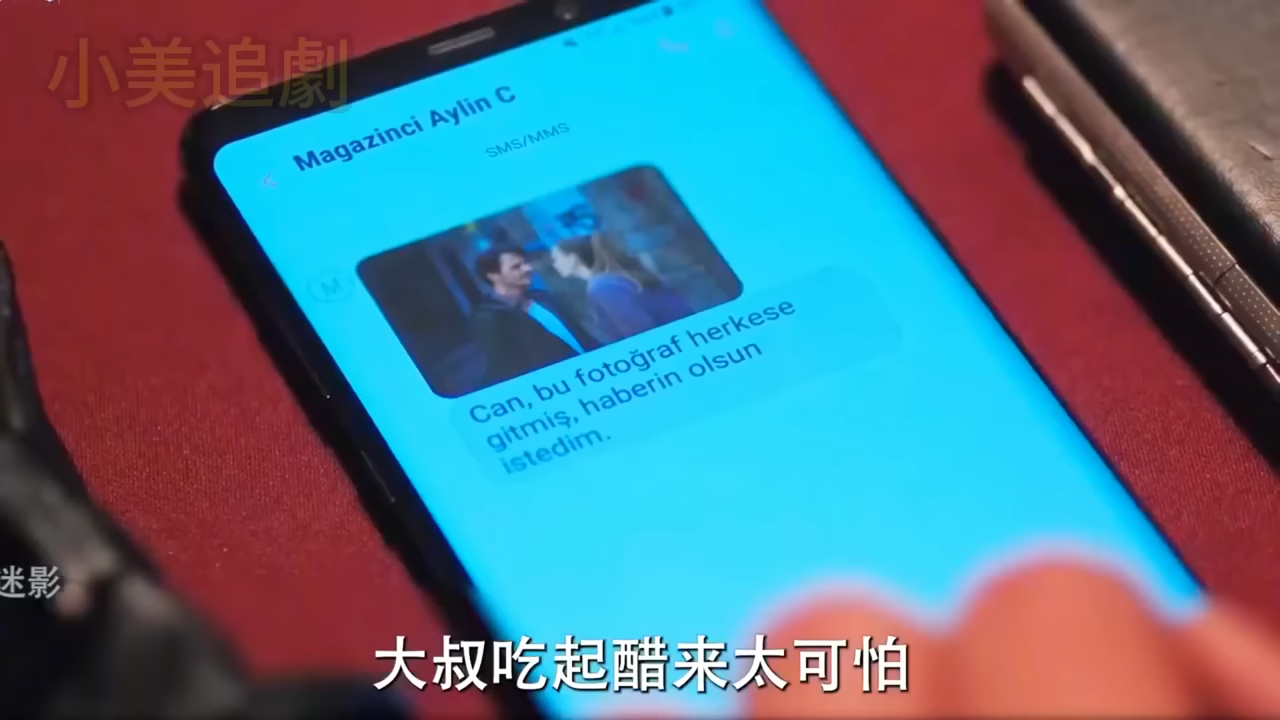 小美追劇
Magazinci Aylin C
SMS/MMS
M
Can, bu fotoğraf herkese
gitmiş, haberin olsun
istedim.
迷影
大叔吃起醋来太可怕